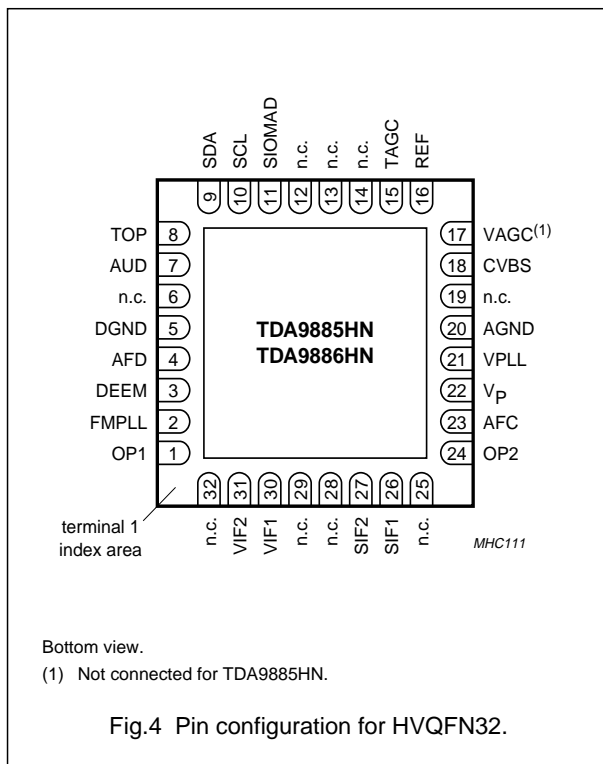 SDA
SCL
SIOMAD
n.c.
n.c.
n.c.
TAGC
REF
9
10
11
12
13
14
15
16
TOP 8
AUD 7
n.c. 6
DGND 5
AFD 4
DEEM 3
FMPLL 2
OP1 1
TDA9885HN
TDA9886HN
17 VAGC(1)
18 CVBS
19 n.c.
20 AGND
21 VPLL
22 VP
23 AFC
24 OP2
32
31
30
29
28
27
26
25
n.c.
VIF2
VIF1
n.c.
n.c.
SIF2
SIF1
n.c.
terminal 1
index area
MHC111
Bottom view.
(1) Not connected for TDA9885HN.
Fig.4 Pin configuration for HVQFN32.